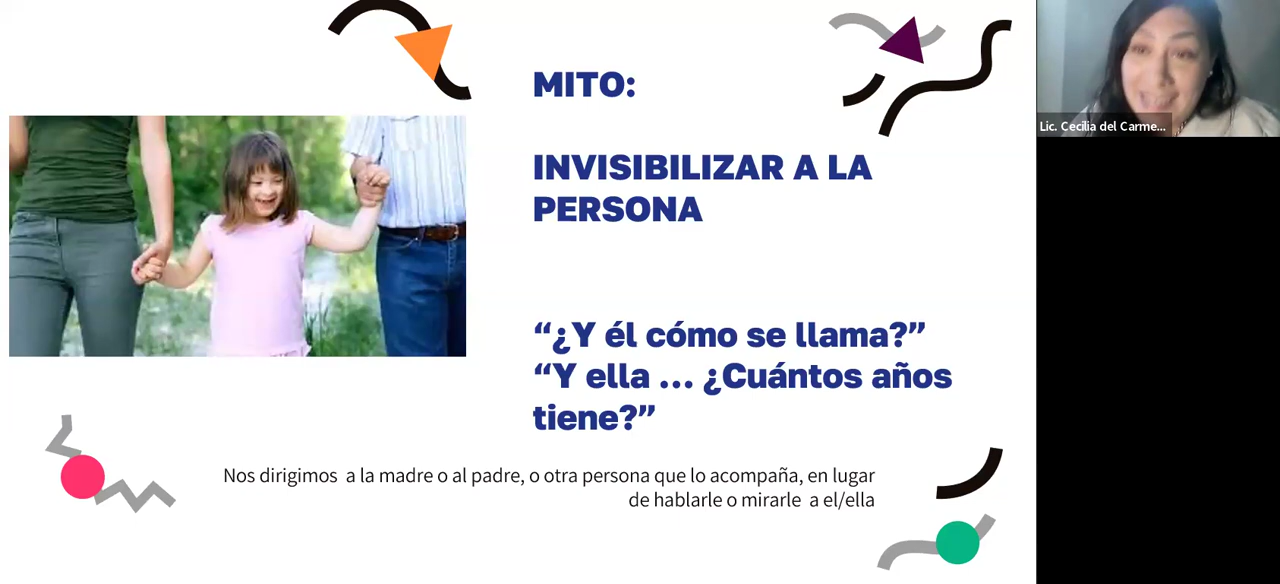 MITO:
INVISIBILIZAR A LA
PERSONA
“¿Y él cómo se llama?”
“Y ella ... ¿Cuántos años
tiene?”
Nos dirigimos a la madre o al padre, o otra persona que lo acompaña, en lugar
de hablarle o mirarle a el/ella
Lic. Cecilia del Carme...